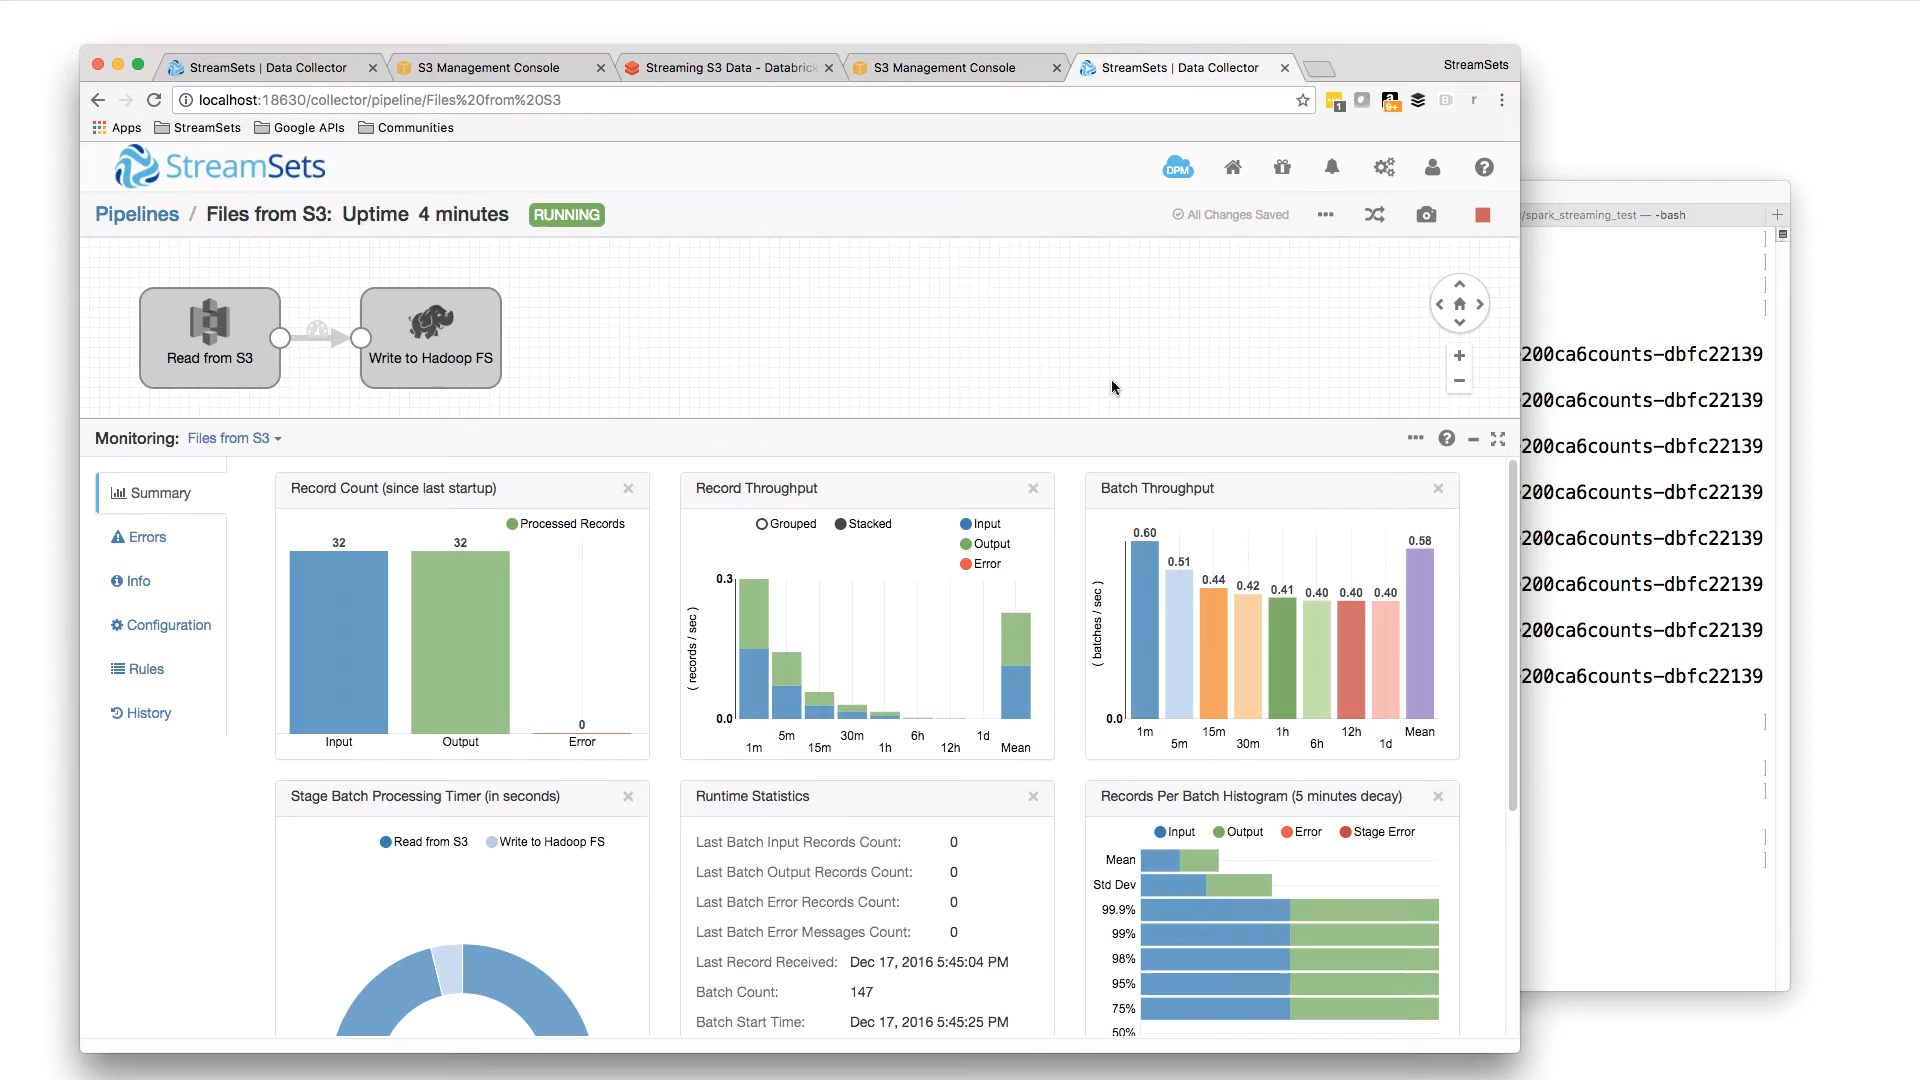 StreamSets | Data Collector
S3 Management Console
Streaming S3 Data - Databrick
S3 Management Console
StreamSets | Data Collector
StreamSets
localhost:18630/collector/pipeline/Files%20from%20S3
1
9+
r
Apps
StreamSets
Google APIs
Communities
StreamSets
DPM
Pipelines / Files from S3: Uptime 4 minutes RUNNING
All Changes Saved
/spark_streaming_test — -bash
Read from S3
Write to Hadoop FS
200ca6counts-dbfc22139
200ca6counts-dbfc22139
200ca6counts-dbfc22139
200ca6counts-dbfc22139
200ca6counts-dbfc22139
200ca6counts-dbfc22139
200ca6counts-dbfc22139
200ca6counts-dbfc22139
Monitoring: Files from S3
Summary
Errors
Info
Configuration
Rules
History
Record Count (since last startup)
Processed Records
32
32
0
Input
Output
Error
Record Throughput
Grouped
Stacked
Input
Output
Error
( records / sec )
0.3
0.0
1m
5m
15m
30m
1h
6h
12h
1d
Mean
Batch Throughput
( batches / sec )
0.60
0.51
0.44
0.42
0.41
0.40
0.40
0.40
0.58
0.0
1m
5m
15m
30m
1h
6h
12h
1d
Mean
Stage Batch Processing Timer (in seconds)
Read from S3
Write to Hadoop FS
Runtime Statistics
Last Batch Input Records Count: 0
Last Batch Output Records Count: 0
Last Batch Error Records Count: 0
Last Batch Error Messages Count: 0
Last Record Received: Dec 17, 2016 5:45:04 PM
Batch Count: 147
Batch Start Time: Dec 17, 2016 5:45:25 PM
Records Per Batch Histogram (5 minutes decay)
Input
Output
Error
Stage Error
Mean
Std Dev
99.9%
99%
98%
95%
75%
50%